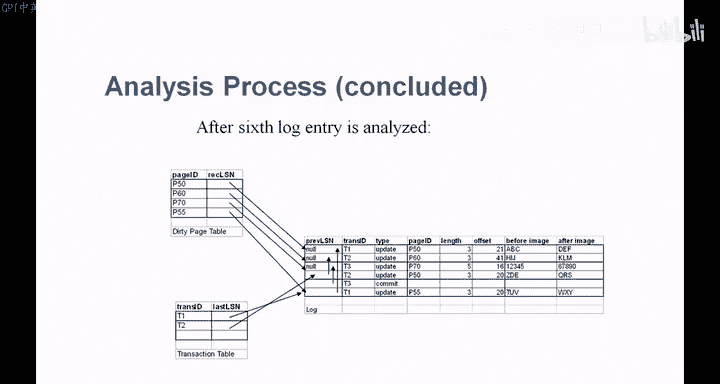 Analysis Process (concluded)
After sixth log entry is analyzed:
pageID recLSN
P50
P60
P70
P55
Dirty Page Table
prevLSN transID type pageID length offset before image after image
null T1 update P50 3 21 ABC DEF
null T2 update P60 3 41 HIJ KLM
null T3 update P70 5 16 12345 67890
T2 update P50 3 20 ZDE QRS
T3 commit
T1 update P55 3 20 TUV WXY
Log
transID lastLSN
T1
T2
Transaction Table
bilibili